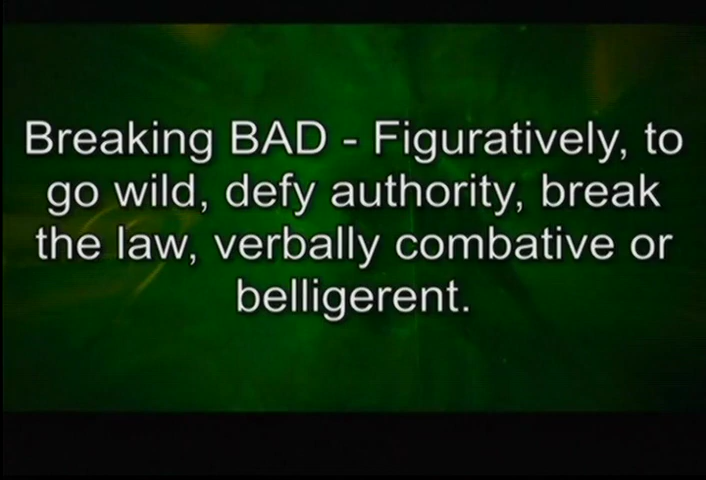 Breaking BAD - Figuratively, to
go wild, defy authority, break
the law, verbally combative or
belligerent.